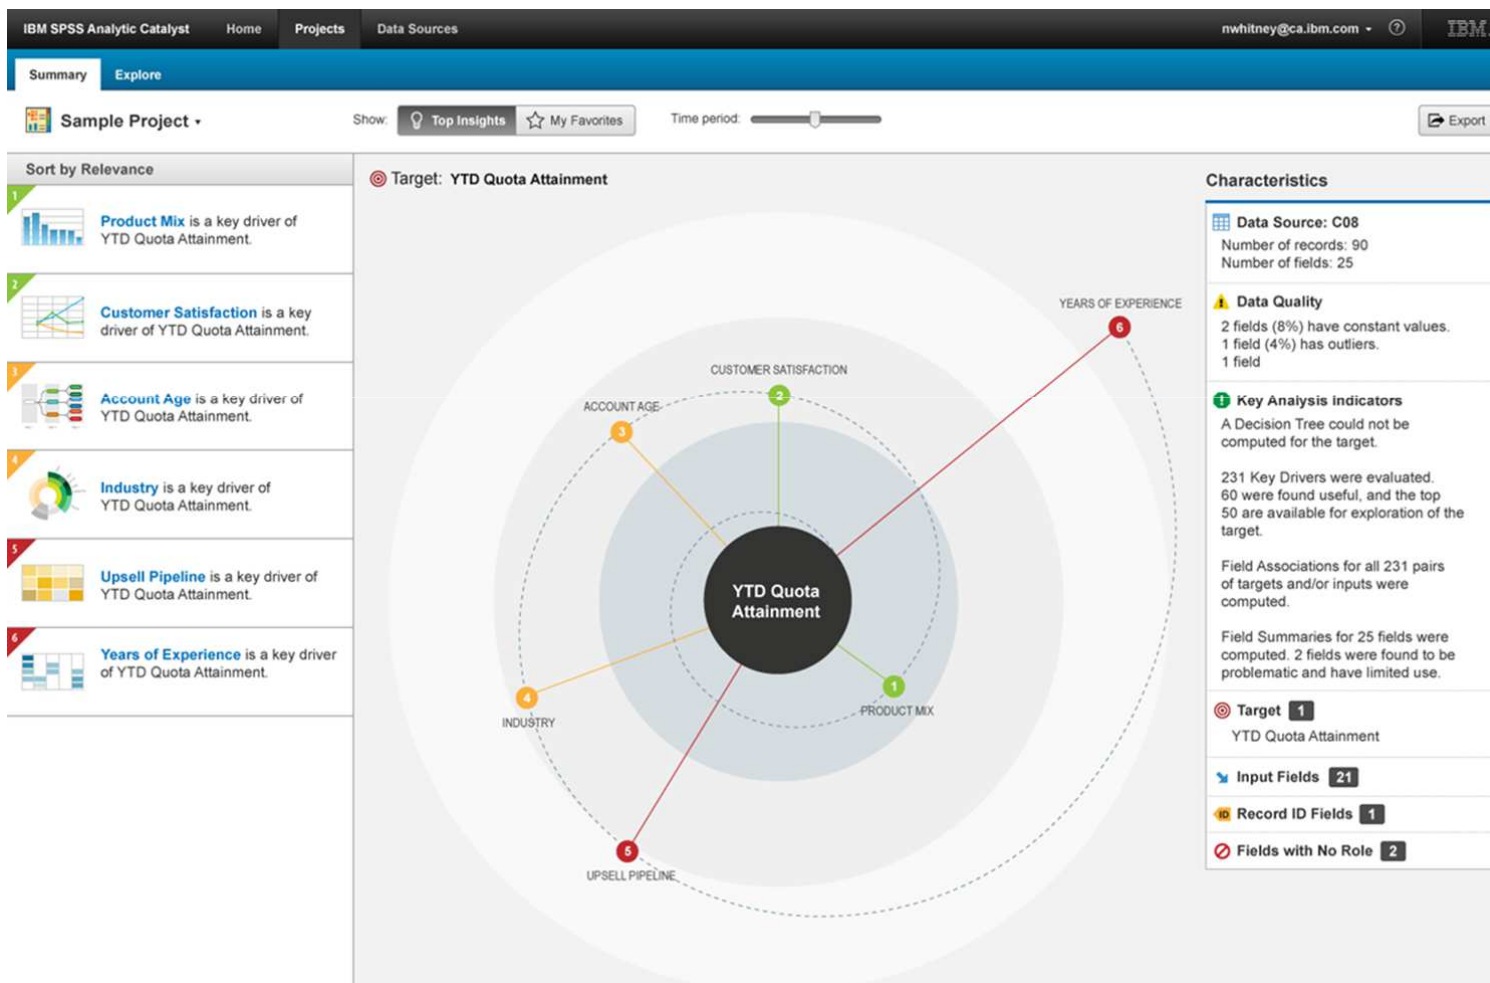 IBM SPSS Analytic Catalyst Home Projects Data Sources nwhitney@ca.ibm.com ? IBM
Summary Explore
Sample Project Show: Top Insights My Favorites Time period: Export
Sort by Relevance
1
Product Mix is a key driver of
YTD Quota Attainment.
2
Customer Satisfaction is a key
driver of YTD Quota Attainment.
3
Account Age is a key driver of
YTD Quota Attainment.
4
Industry is a key driver of
YTD Quota Attainment.
5
Upsell Pipeline is a key driver of
YTD Quota Attainment.
6
Years of Experience is a key driver
of YTD Quota Attainment.
Target: YTD Quota Attainment
YEARS OF EXPERIENCE
6
CUSTOMER SATISFACTION
2
ACCOUNT AGE
3
YTD Quota
Attainment
1
PRODUCT MIX
4
INDUSTRY
5
UPSELL PIPELINE
Characteristics
Data Source: C08
Number of records: 90
Number of fields: 25
Data Quality
2 fields (8%) have constant values.
1 field (4%) has outliers.
1 field
Key Analysis Indicators
A Decision Tree could not be
computed for the target.
231 Key Drivers were evaluated.
60 were found useful, and the top
50 are available for exploration of the
target.
Field Associations for all 231 pairs
of targets and/or inputs were
computed.
Field Summaries for 25 fields were
computed. 2 fields were found to be
problematic and have limited use.
Target 1
YTD Quota Attainment
Input Fields 21
ID Record ID Fields 1
Fields with No Role 2